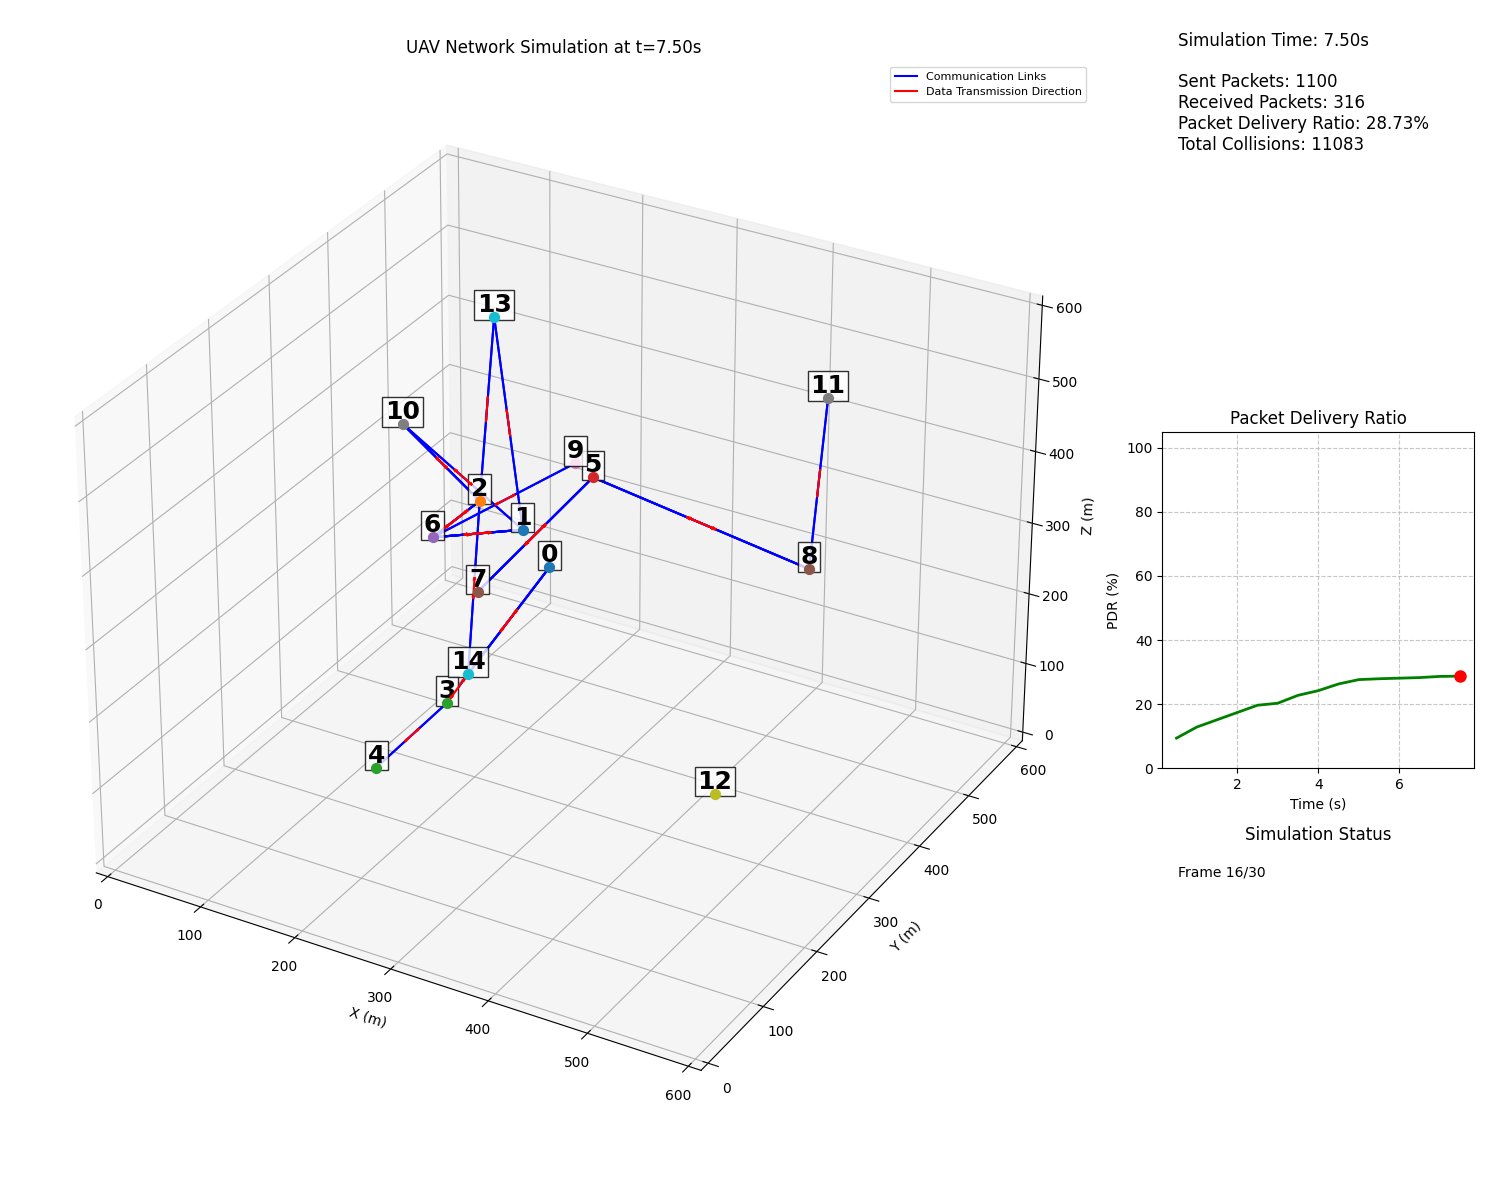 UAV Network Simulation at t=7.50s
Communication Links
Data Transmission Direction
Simulation Time: 7.50s
Sent Packets: 1100
Received Packets: 316
Packet Delivery Ratio: 28.73%
Total Collisions: 11083
13
11
10
9
5
2
6
1
0
8
7
14
3
4
12
600
500
400
300
200
100
0
Z (m)
600
500
400
300
200
100
0
Y (m)
0
100
200
300
400
500
600
X (m)
Packet Delivery Ratio
100
80
60
40
20
0
PDR (%)
2
4
6
Time (s)
Simulation Status
Frame 16/30